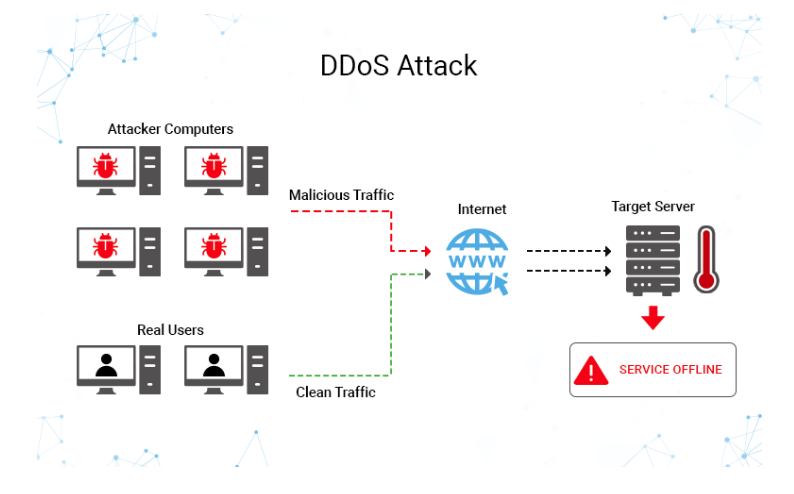 DDoS Attack
Attacker Computers
Malicious Traffic
Internet
Target Server
WWW
Real Users
Clean Traffic
SERVICE OFFLINE